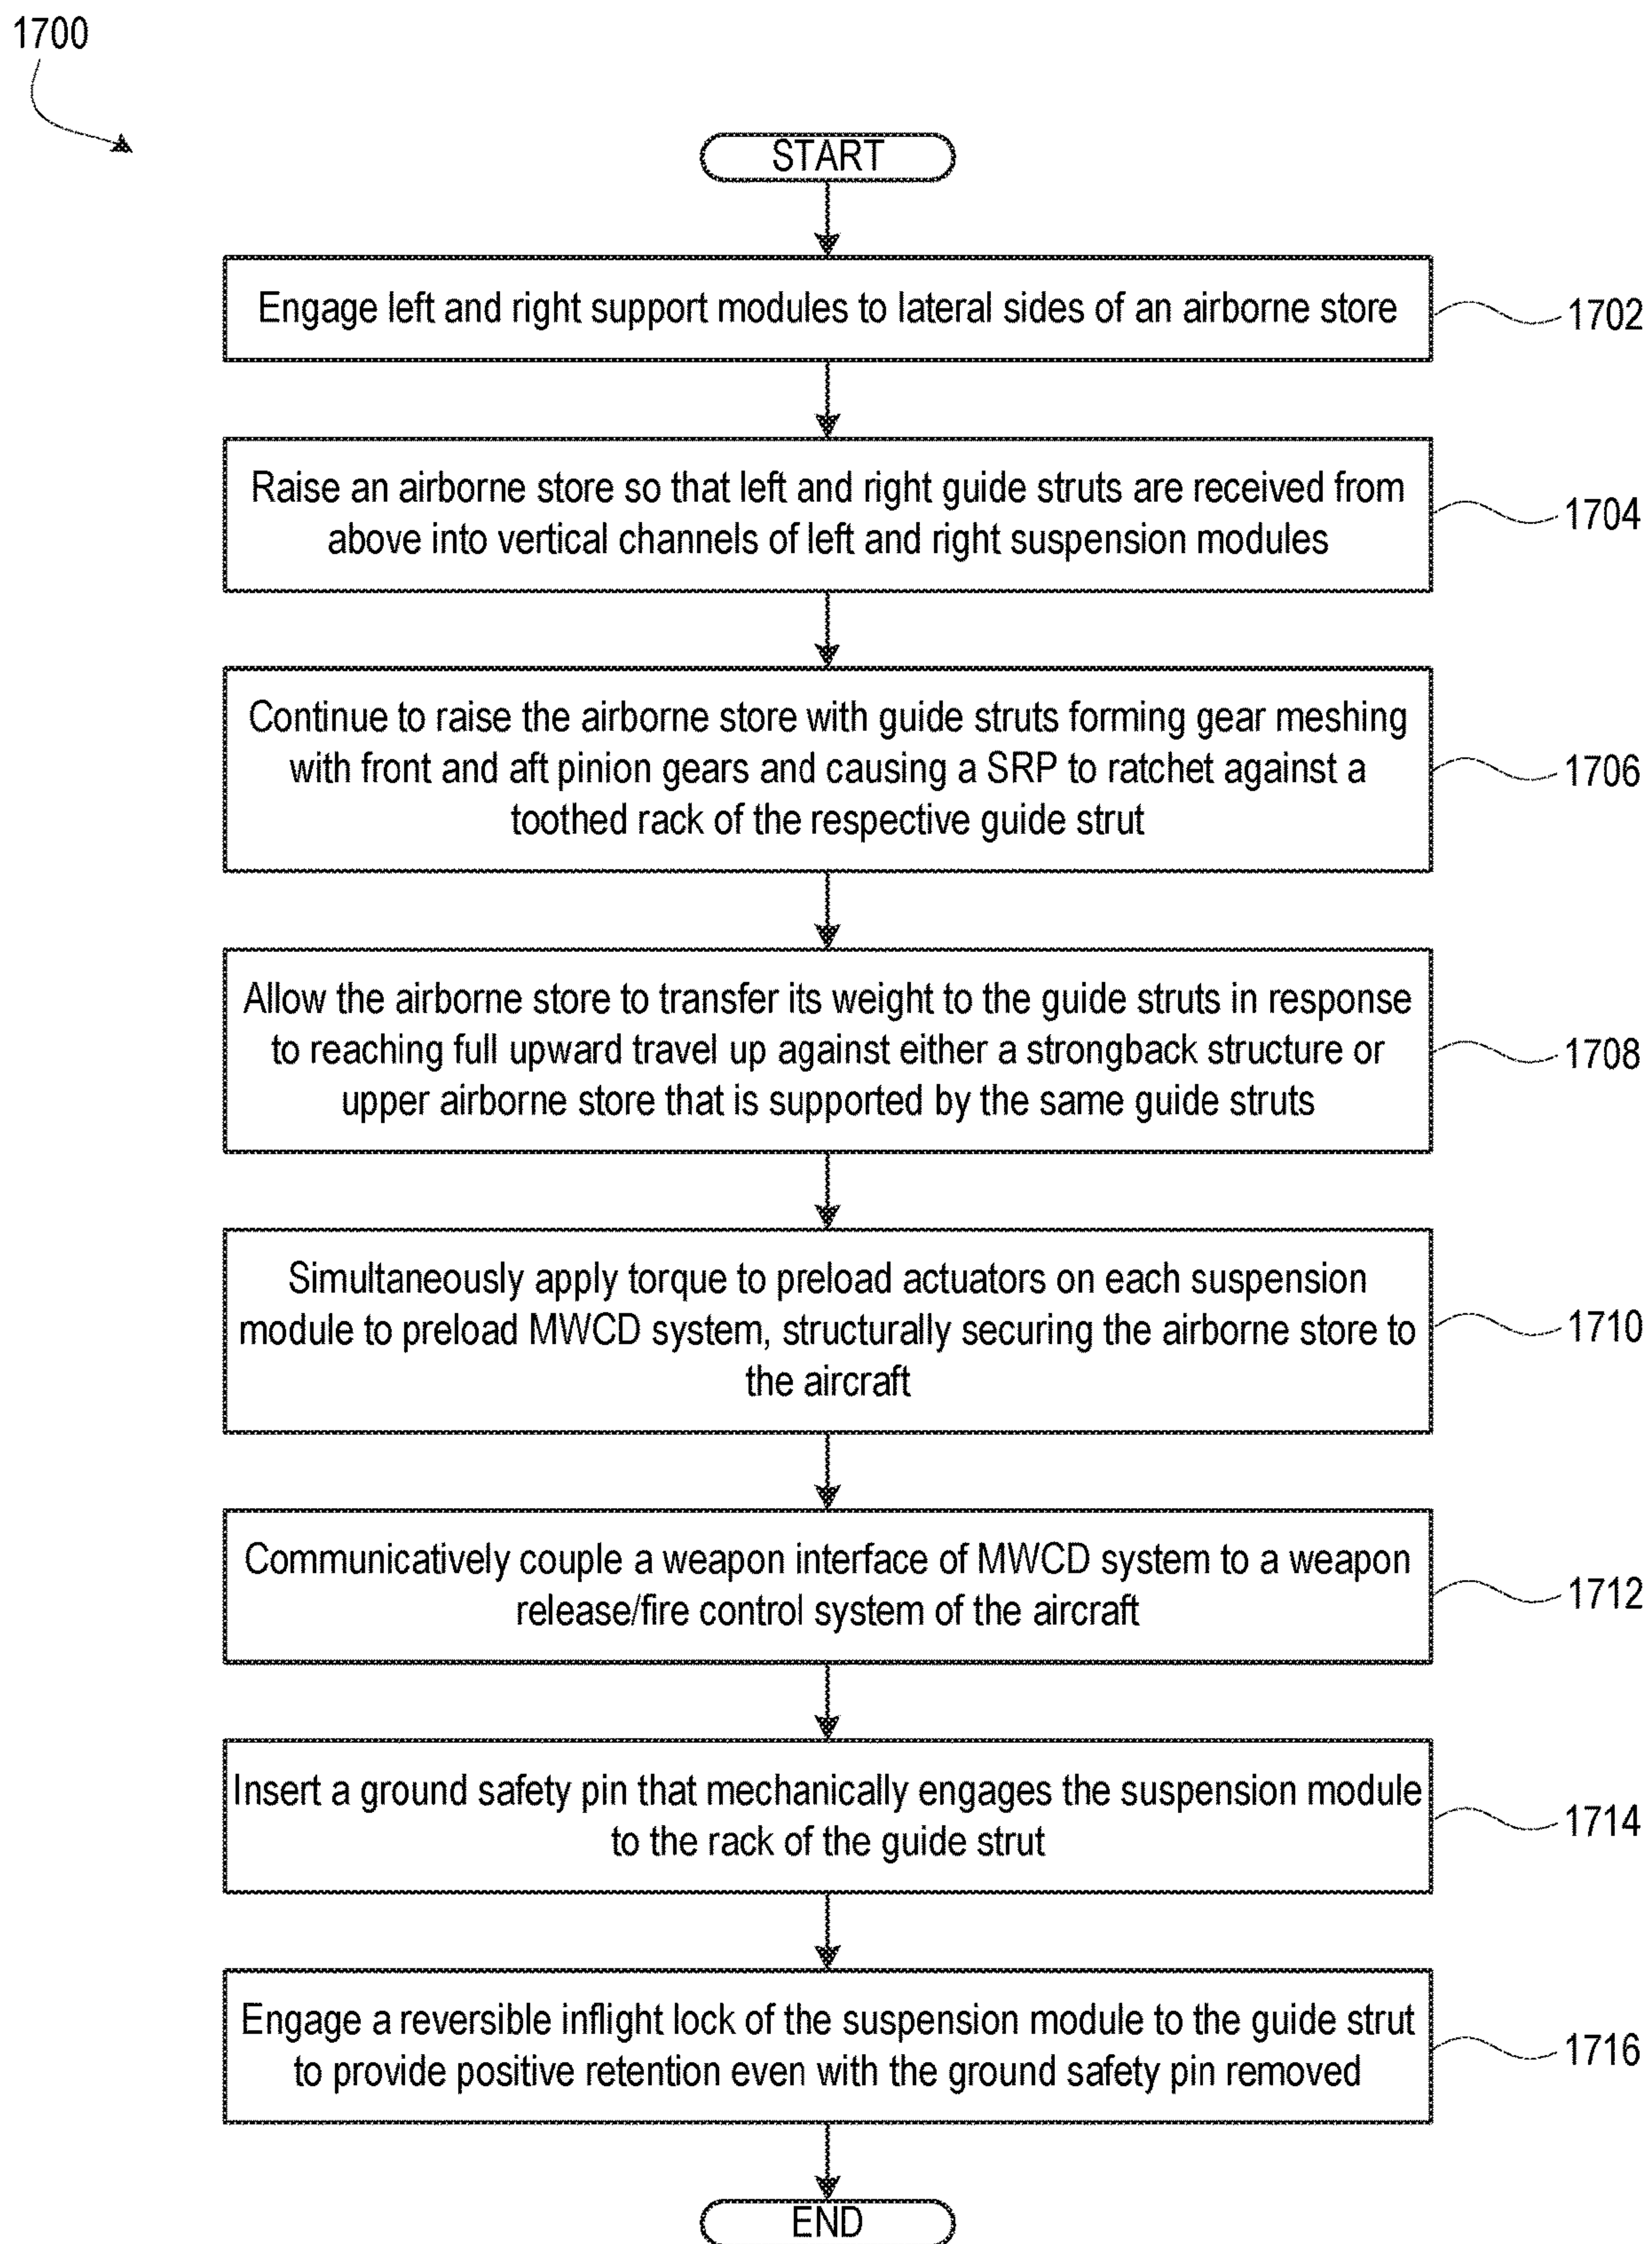 1700
START
Engage left and right support modules to lateral sides of an airborne store
1702
Raise an airborne store so that left and right guide struts are received from
above into vertical channels of left and right suspension modules
1704
Continue to raise the airborne store with guide struts forming gear meshing
with front and aft pinion gears and causing a SRP to ratchet against a
toothed rack of the respective guide strut
1706
Allow the airborne store to transfer its weight to the guide struts in response
to reaching full upward travel up against either a strongback structure or
upper airborne store that is supported by the same guide struts
1708
Simultaneously apply torque to preload actuators on each suspension
module to preload MWCD system, structurally securing the airborne store to
the aircraft
1710
Communicatively couple a weapon interface of MWCD system to a weapon
release/fire control system of the aircraft
1712
Insert a ground safety pin that mechanically engages the suspension module
to the rack of the guide strut
1714
Engage a reversible inflight lock of the suspension module to the guide strut
to provide positive retention even with the ground safety pin removed
1716
END